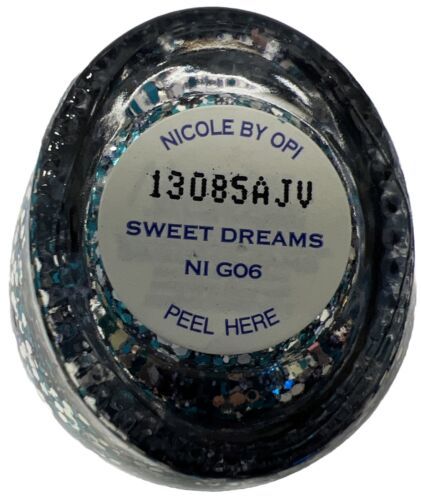 NICOLE BY OPI
13085AJV
SWEET DREAMS
NI G06
PEEL HERE